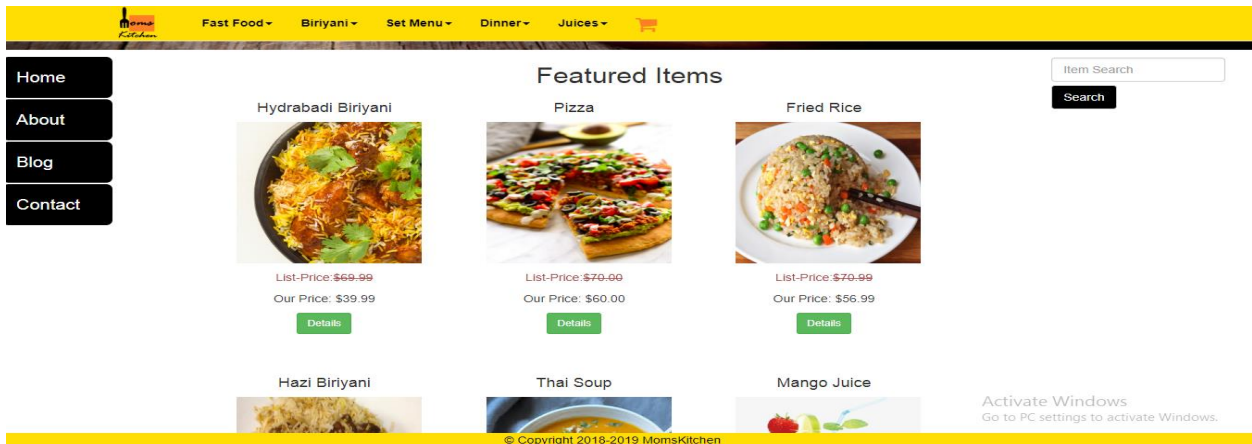 Moms
Kitchen
Fast Food Biriyani Set Menu Dinner Juices
Home
About
Blog
Contact
Featured Items
Item Search
Search
Hydrabadi Biriyani Pizza Fried Rice
List-Price:$69.99 List-Price:$70.00 List-Price:$70.99
Our Price: $39.99 Our Price: $60.00 Our Price: $56.99
Details Details Details
Hazi Biriyani Thai Soup Mango Juice
Activate Windows
Go to PC settings to activate Windows.
© Copyright 2018-2019 MomsKitchen